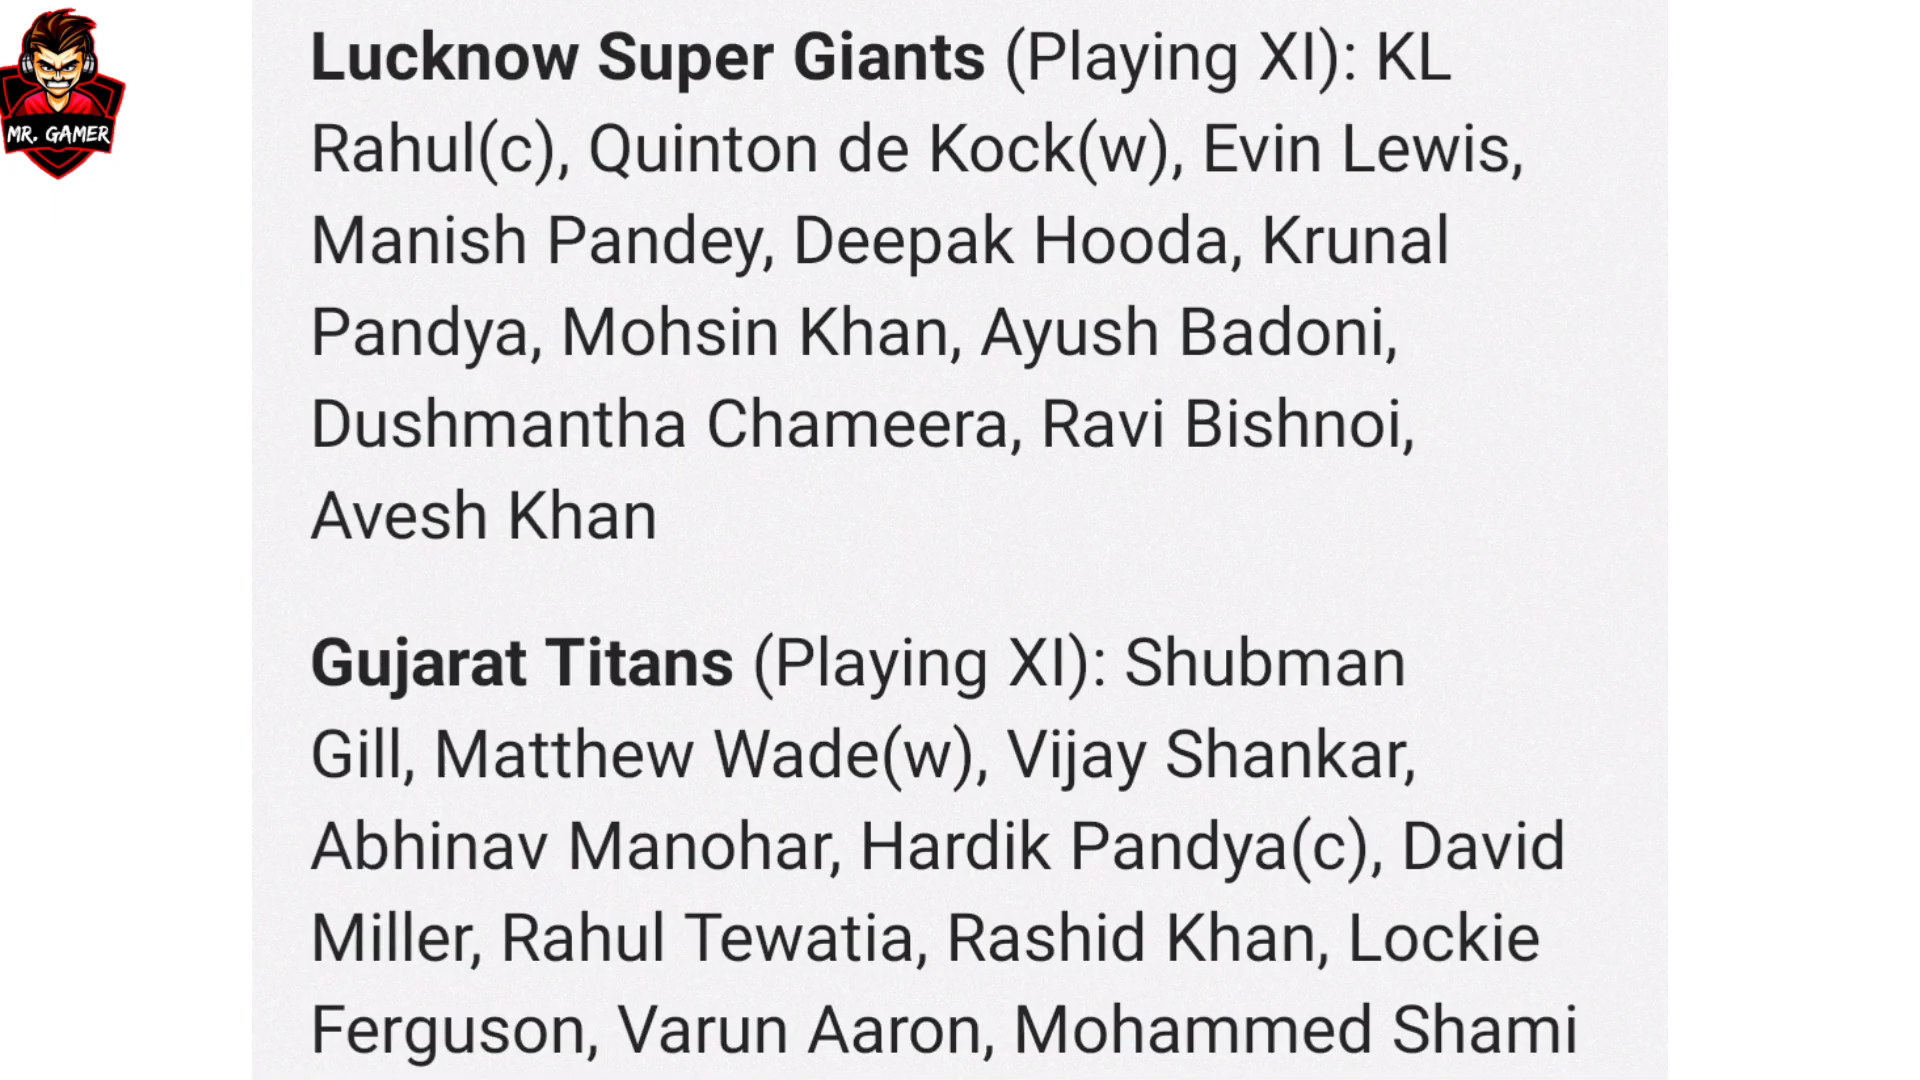 MR. GAMER
Lucknow Super Giants (Playing XI): KL
Rahul(c), Quinton de Kock(w), Evin Lewis,
Manish Pandey, Deepak Hooda, Krunal
Pandya, Mohsin Khan, Ayush Badoni,
Dushmantha Chameera, Ravi Bishnoi,
Avesh Khan
Gujarat Titans (Playing XI): Shubman
Gill, Matthew Wade(w), Vijay Shankar,
Abhinav Manohar, Hardik Pandya(c), David
Miller, Rahul Tewatia, Rashid Khan, Lockie
Ferguson, Varun Aaron, Mohammed Shami